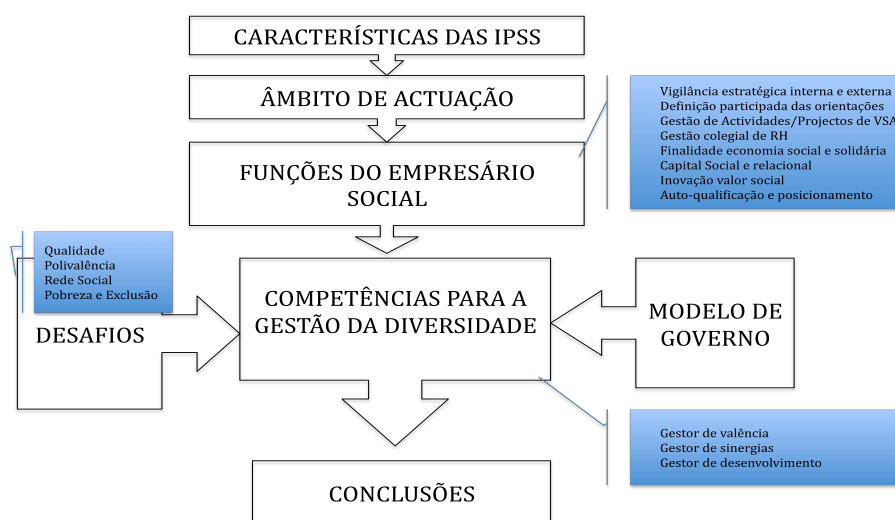 CARACTERÍSTICAS DAS IPSS
ÂMBITO DE ACTUAÇÃO
FUNÇÕES DO EMPRESÁRIO
SOCIAL
Vigilância estratégica interna e externa
Definição participada das orientações
Gestão de Actividades/Projectos de VSA
Gestão colegial de RH
Finalidade economia social e solidária
Capital Social e relacional
Inovação valor social
Auto-qualificação e posicionamento
Qualidade
Polivalência
Rede Social
Pobreza e Exclusão
DESAFIOS
COMPETÊNCIAS PARA A
GESTÃO DA DIVERSIDADE
MODELO DE
GOVERNO
Gestor de valência
Gestor de sinergias
Gestor de desenvolvimento
CONCLUSÕES